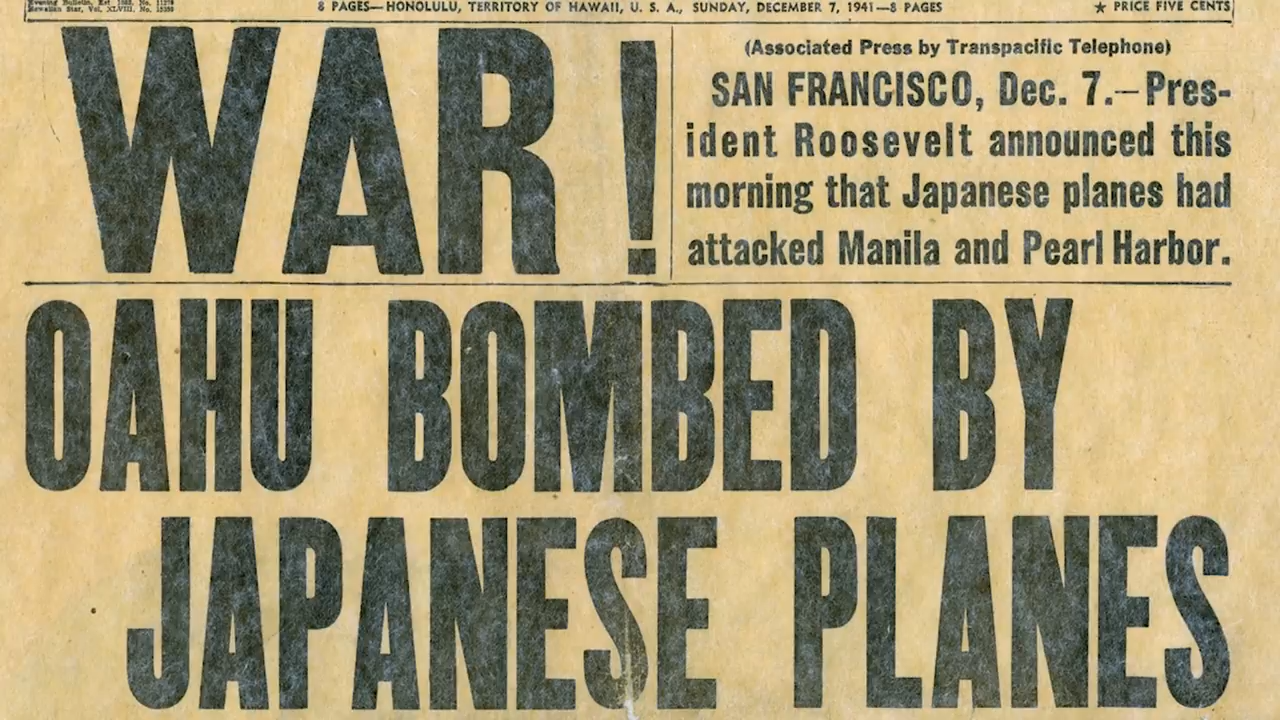 Evening Bulletin, Est. 1882, No. 11278
Hawaiian Star, Vol. XLVIII, No. 15359
8 PAGES—HONOLULU, TERRITORY OF HAWAII, U. S. A., SUNDAY, DECEMBER 7, 1941—8 PAGES
★ PRICE FIVE CENTS
WAR!
(Associated Press by Transpacific Telephone)
SAN FRANCISCO, Dec. 7.—Pres-
ident Roosevelt announced this
morning that Japanese planes had
attacked Manila and Pearl Harbor.
OAHU BOMBED BY
JAPANESE PLANES